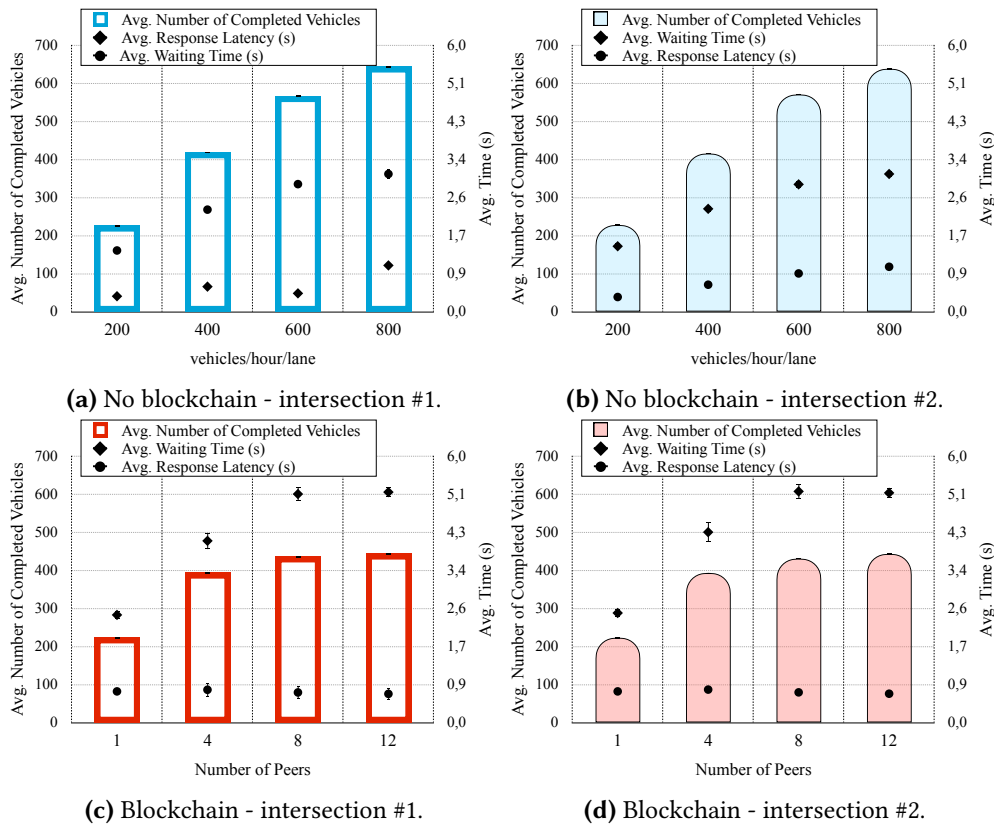 Avg. Number of Completed Vehicles
Avg. Response Latency (s)
Avg. Waiting Time (s)
700
600
500
400
300
200
100
0
Avg. Number of Completed Vehicles
6,0
5,1
4,3
3,4
2,6
1,7
0,9
0,0
Avg. Time (s)
200 400 600 800
vehicles/hour/lane
(a) No blockchain - intersection #1.
Avg. Number of Completed Vehicles
Avg. Waiting Time (s)
Avg. Response Latency (s)
700
600
500
400
300
200
100
0
Avg. Number of Completed Vehicles
6,0
5,1
4,3
3,4
2,6
1,7
0,9
0,0
Avg. Time (s)
200 400 600 800
vehicles/hour/lane
(b) No blockchain - intersection #2.
Avg. Number of Completed Vehicles
Avg. Waiting Time (s)
Avg. Response Latency (s)
700
600
500
400
300
200
100
0
Avg. Number of Completed Vehicles
6,0
5,1
4,3
3,4
2,6
1,7
0,9
0,0
Avg. Time (s)
1 4 8 12
Number of Peers
(c) Blockchain - intersection #1.
Avg. Number of Completed Vehicles
Avg. Waiting Time (s)
Avg. Response Latency (s)
700
600
500
400
300
200
100
0
Avg. Number of Completed Vehicles
6,0
5,1
4,3
3,4
2,6
1,7
0,9
0,0
Avg. Time (s)
1 4 8 12
Number of Peers
(d) Blockchain - intersection #2.